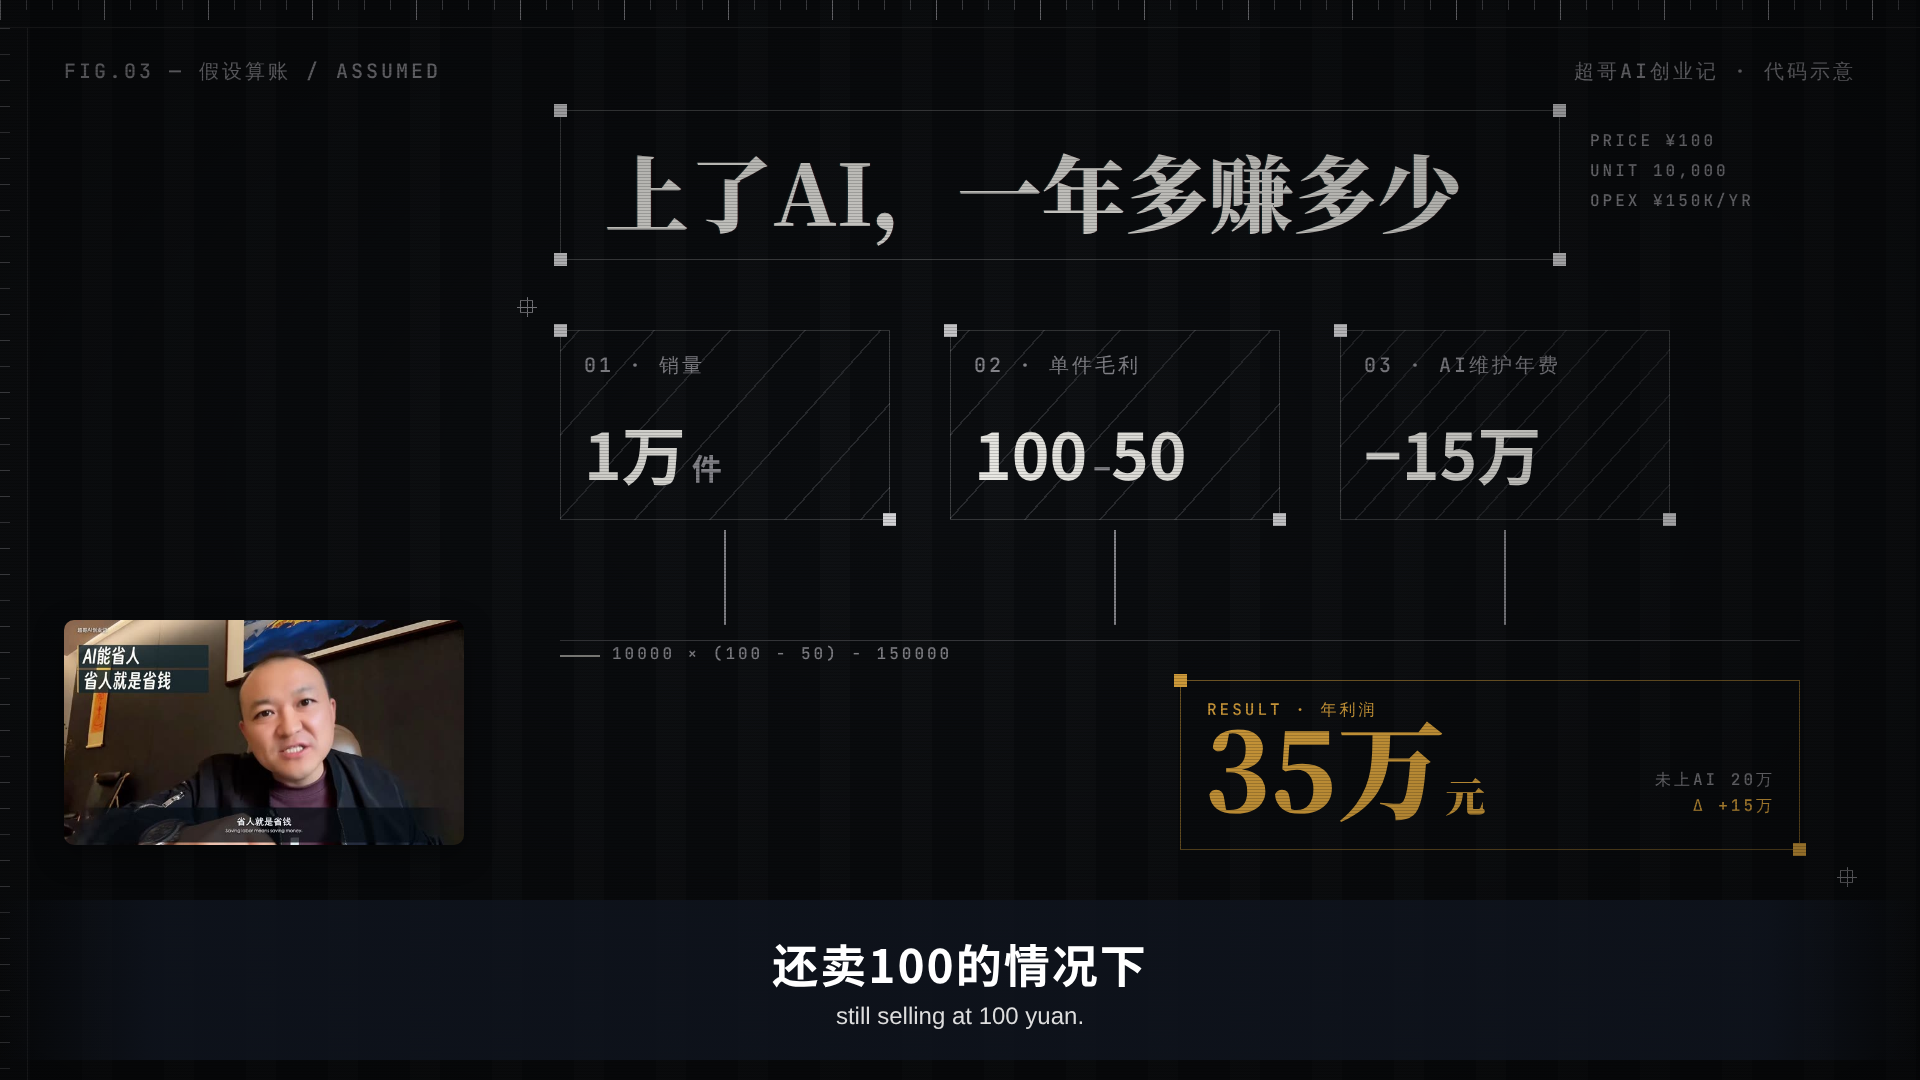 FIG.03 — 假设算账 / ASSUMED
超哥AI创业记 · 代码示意
上了AI，一年多赚多少
PRICE ¥100
UNIT 10,000
OPEX ¥150K/YR
01 · 销量
1万件
02 · 单件毛利
100–50
03 · AI维护年费
−15万
10000 × (100 - 50) - 150000
RESULT · 年利润
35万元
未上AI 20万
Δ +15万
AI能省人
省人就是省钱
省人就是省钱
Saving labor means saving money.
还卖100的情况下
still selling at 100 yuan.